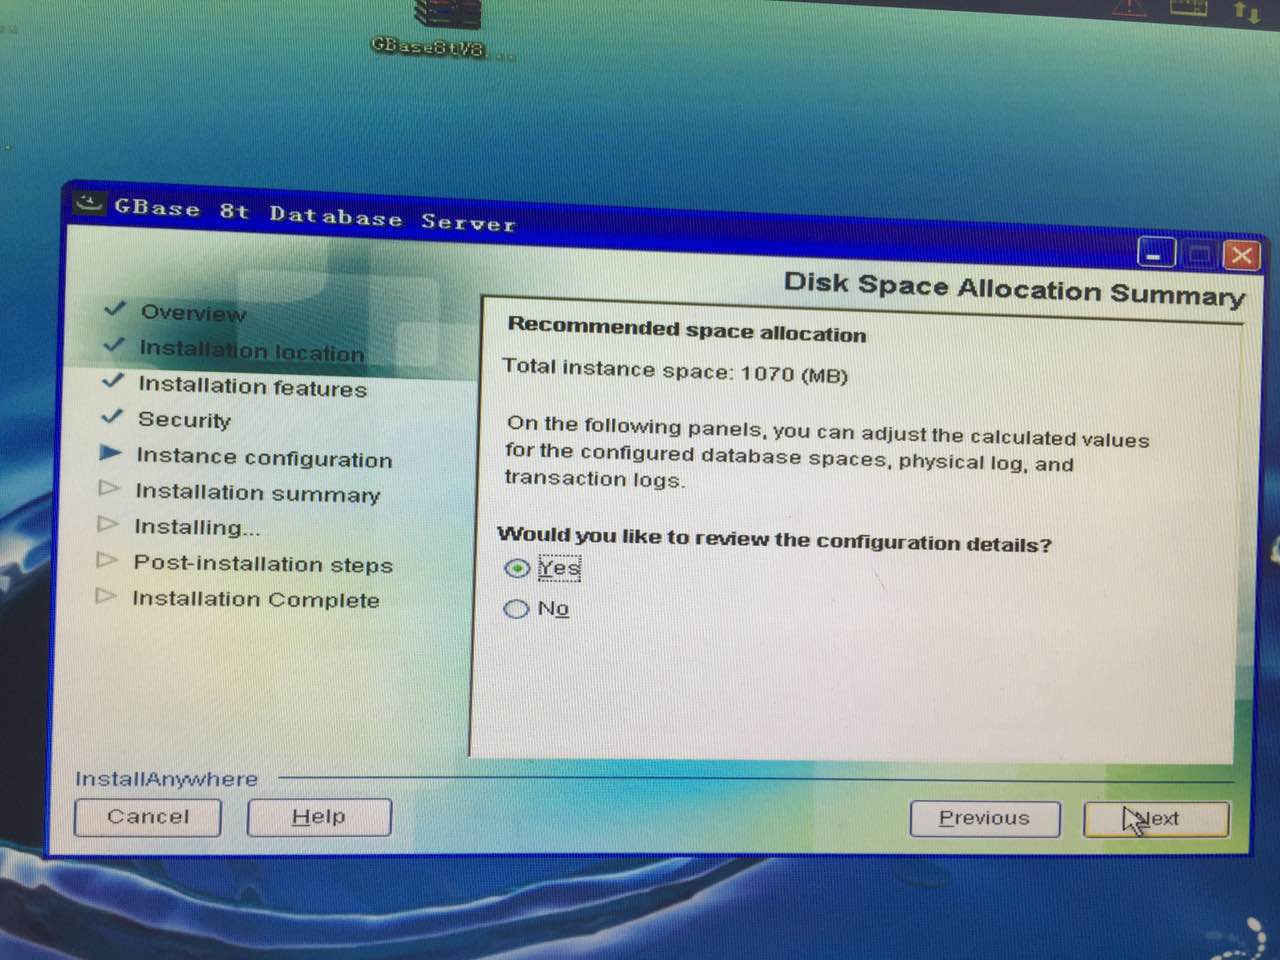 GBase8tV8
GBase 8t Database Server
Disk Space Allocation Summary
Overview
Installation location
Installation features
Security
Instance configuration
Installation summary
Installing...
Post-installation steps
Installation Complete
Recommended space allocation
Total instance space: 1070 (MB)
On the following panels, you can adjust the calculated values
for the configured database spaces, physical log, and
transaction logs.
Would you like to review the configuration details?
Yes
No
InstallAnywhere
Cancel
Help
Previous
Next